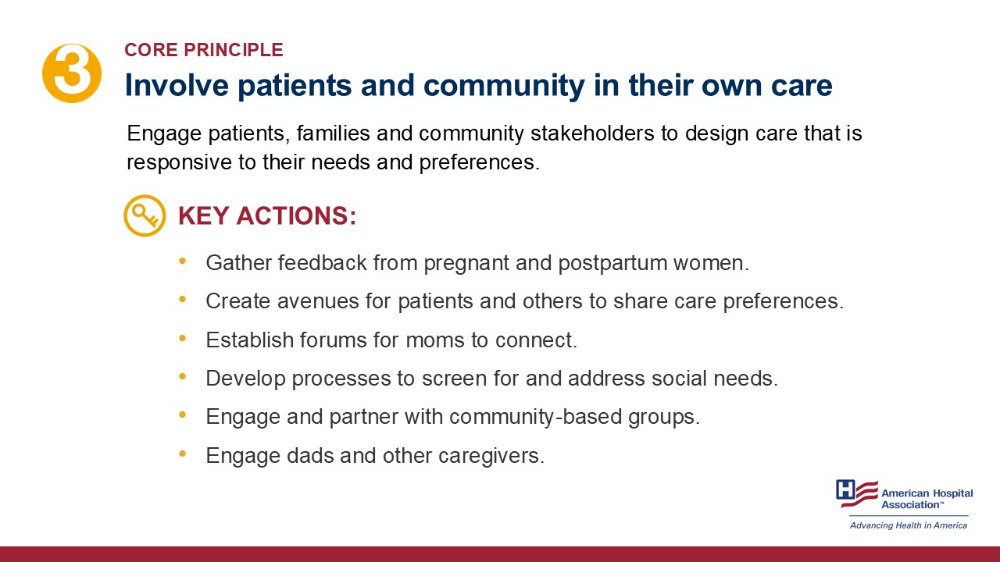 3
CORE PRINCIPLE
Involve patients and community in their own care
Engage patients, families and community stakeholders to design care that is
responsive to their needs and preferences.
KEY ACTIONS:
• Gather feedback from pregnant and postpartum women.
• Create avenues for patients and others to share care preferences.
• Establish forums for moms to connect.
• Develop processes to screen for and address social needs.
• Engage and partner with community-based groups.
• Engage dads and other caregivers.
H American Hospital
Association™
Advancing Health in America